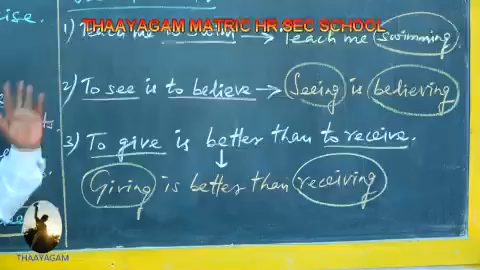 cise.
THAAYAGAM MATRIC HR.SEC SCHOOL
1) Teach me → Teach me swimming
2) To see is to believe → Seeing is believing
3) To give is better than to receive.
↓
Giving is better than receiving
THAAYAGAM